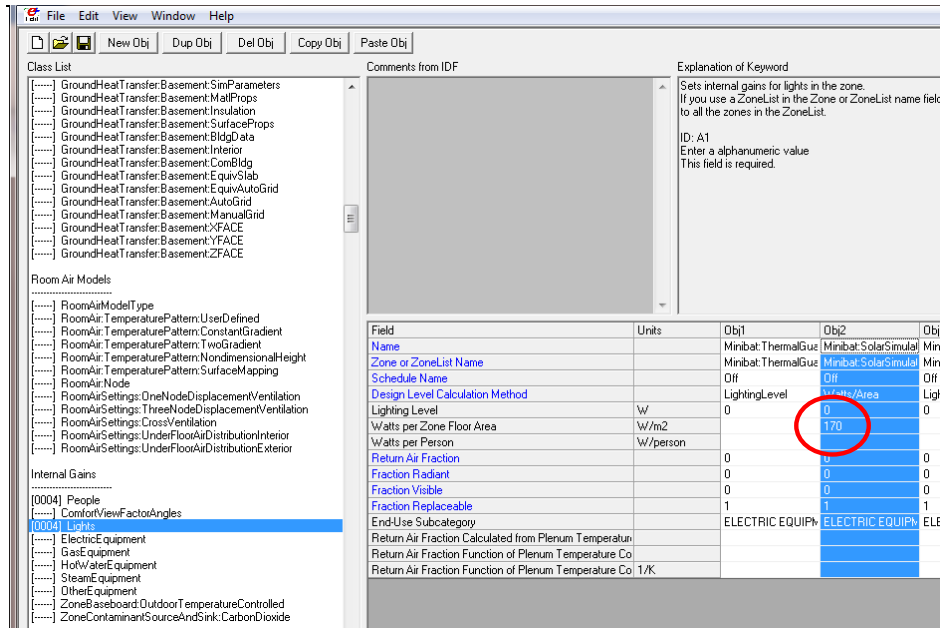 File Edit View Window Help
New Obj Dup Obj Del Obj Copy Obj Paste Obj
Class List
[------] GroundHeatTransfer:Basement:SimParameters
[------] GroundHeatTransfer:Basement:MatlProps
[------] GroundHeatTransfer:Basement:Insulation
[------] GroundHeatTransfer:Basement:SurfaceProps
[------] GroundHeatTransfer:Basement:BldgData
[------] GroundHeatTransfer:Basement:Interior
[------] GroundHeatTransfer:Basement:ComBldg
[------] GroundHeatTransfer:Basement:EquivSlab
[------] GroundHeatTransfer:Basement:EquivAutoGrid
[------] GroundHeatTransfer:Basement:AutoGrid
[------] GroundHeatTransfer:Basement:ManualGrid
[------] GroundHeatTransfer:Basement:XFACE
[------] GroundHeatTransfer:Basement:YFACE
[------] GroundHeatTransfer:Basement:ZFACE
Room Air Models
-----------------------------
[------] RoomAirModelType
[------] RoomAir:TemperaturePattern:UserDefined
[------] RoomAir:TemperaturePattern:ConstantGradient
[------] RoomAir:TemperaturePattern:TwoGradient
[------] RoomAir:TemperaturePattern:NondimensionalHeight
[------] RoomAir:TemperaturePattern:SurfaceMapping
[------] RoomAir:Node
[------] RoomAirSettings:OneNodeDisplacementVentilation
[------] RoomAirSettings:ThreeNodeDisplacementVentilation
[------] RoomAirSettings:CrossVentilation
[------] RoomAirSettings:UnderFloorAirDistributionInterior
[------] RoomAirSettings:UnderFloorAirDistributionExterior
Internal Gains
-----------------------------
[0004] People
[------] ComfortViewFactorAngles
[0004] Lights
[------] ElectricEquipment
[------] GasEquipment
[------] HotWaterEquipment
[------] SteamEquipment
[------] OtherEquipment
[------] ZoneBaseboard:OutdoorTemperatureControlled
[------] ZoneContaminantSourceAndSink:CarbonDioxide
Comments from IDF
Explanation of Keyword
Sets internal gains for lights in the zone.
If you use a ZoneList in the Zone or ZoneList name field
to all the zones in the ZoneList.
ID: A1
Enter a alphanumeric value
This field is required.
Field Units Obj1 Obj2 Obj
Name Minibat:ThermalGua Minibat:SolarSimulat Min
Zone or ZoneList Name Minibat:ThermalGua Minibat:SolarSimulat Min
Schedule Name Off Off Off
Design Level Calculation Method LightingLevel Watts/Area Ligh
Lighting Level W 0 0 0
Watts per Zone Floor Area W/m2 170
Watts per Person W/person
Return Air Fraction 0 0 0
Fraction Radiant 0 0 0
Fraction Visible 0 0 0
Fraction Replaceable 1 1 1
End-Use Subcategory ELECTRIC EQUIPM ELECTRIC EQUIPM ELE
Return Air Fraction Calculated from Plenum Temperatur
Return Air Fraction Function of Plenum Temperature Co
Return Air Fraction Function of Plenum Temperature Co 1/K